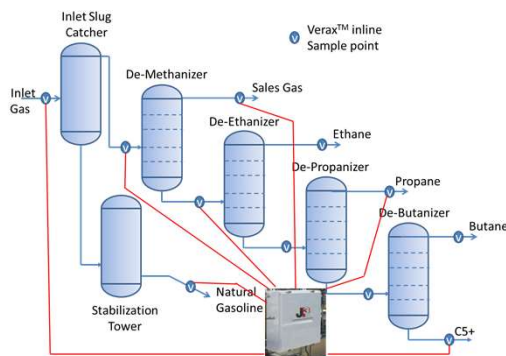 Inlet Slug
Catcher
V Verax™ inline
Sample point
De-Methanizer
Sales Gas
V
Inlet
Gas
V
De-Ethanizer
Ethane
V
V
De-Propanizer
Propane
V
V
De-Butanizer
Butane
V
V
V
Stabilization
Tower
V
Natural
Gasoline
V
C5+